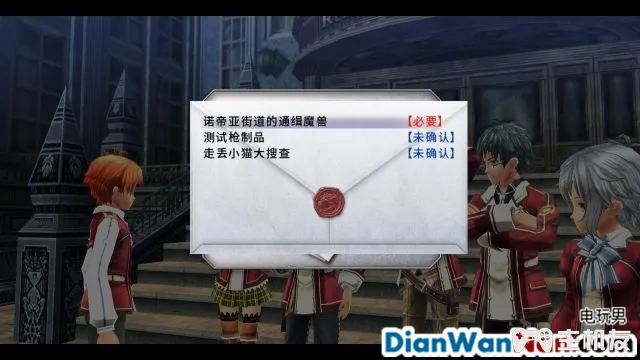 诺帝亚街道的通缉魔兽 【必要】
测试枪制品 【未确认】
走丢小猫大搜查 【未确认】
电玩男